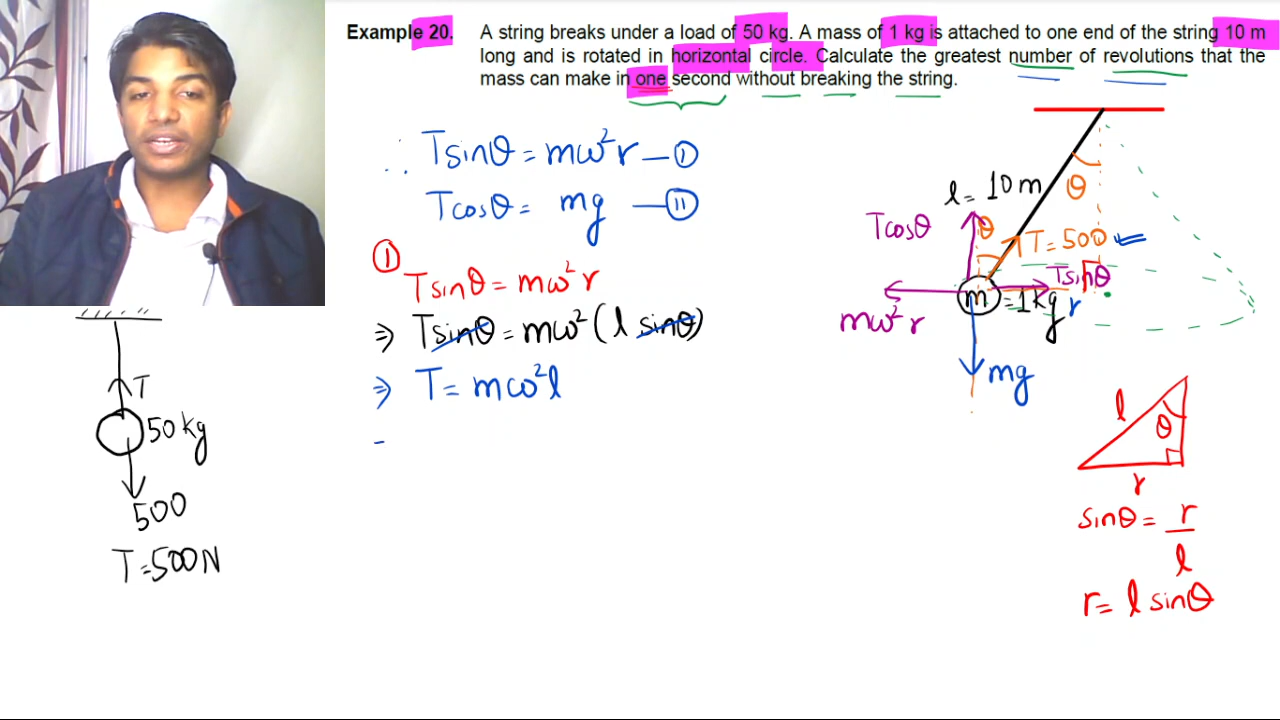 Example 20. A string breaks under a load of 50 kg. A mass of 1 kg is attached to one end of the string 10 m
long and is rotated in horizontal circle. Calculate the greatest number of revolutions that the
mass can make in one second without breaking the string.
∴ Tsinθ = mω²r — (I)
Tcosθ = mg — (II)
(1)
Tsinθ = mω²r
⇒ Tsinθ = mω²(l sinθ)
⇒ T = mω²l
l = 10m
θ
Tcosθ
θ
T = 500
Tsinθ
m = 1kg
r
mω²r
mg
T
50 kg
500
T = 500N
l
θ
r
sinθ = r/l
r = l sinθ